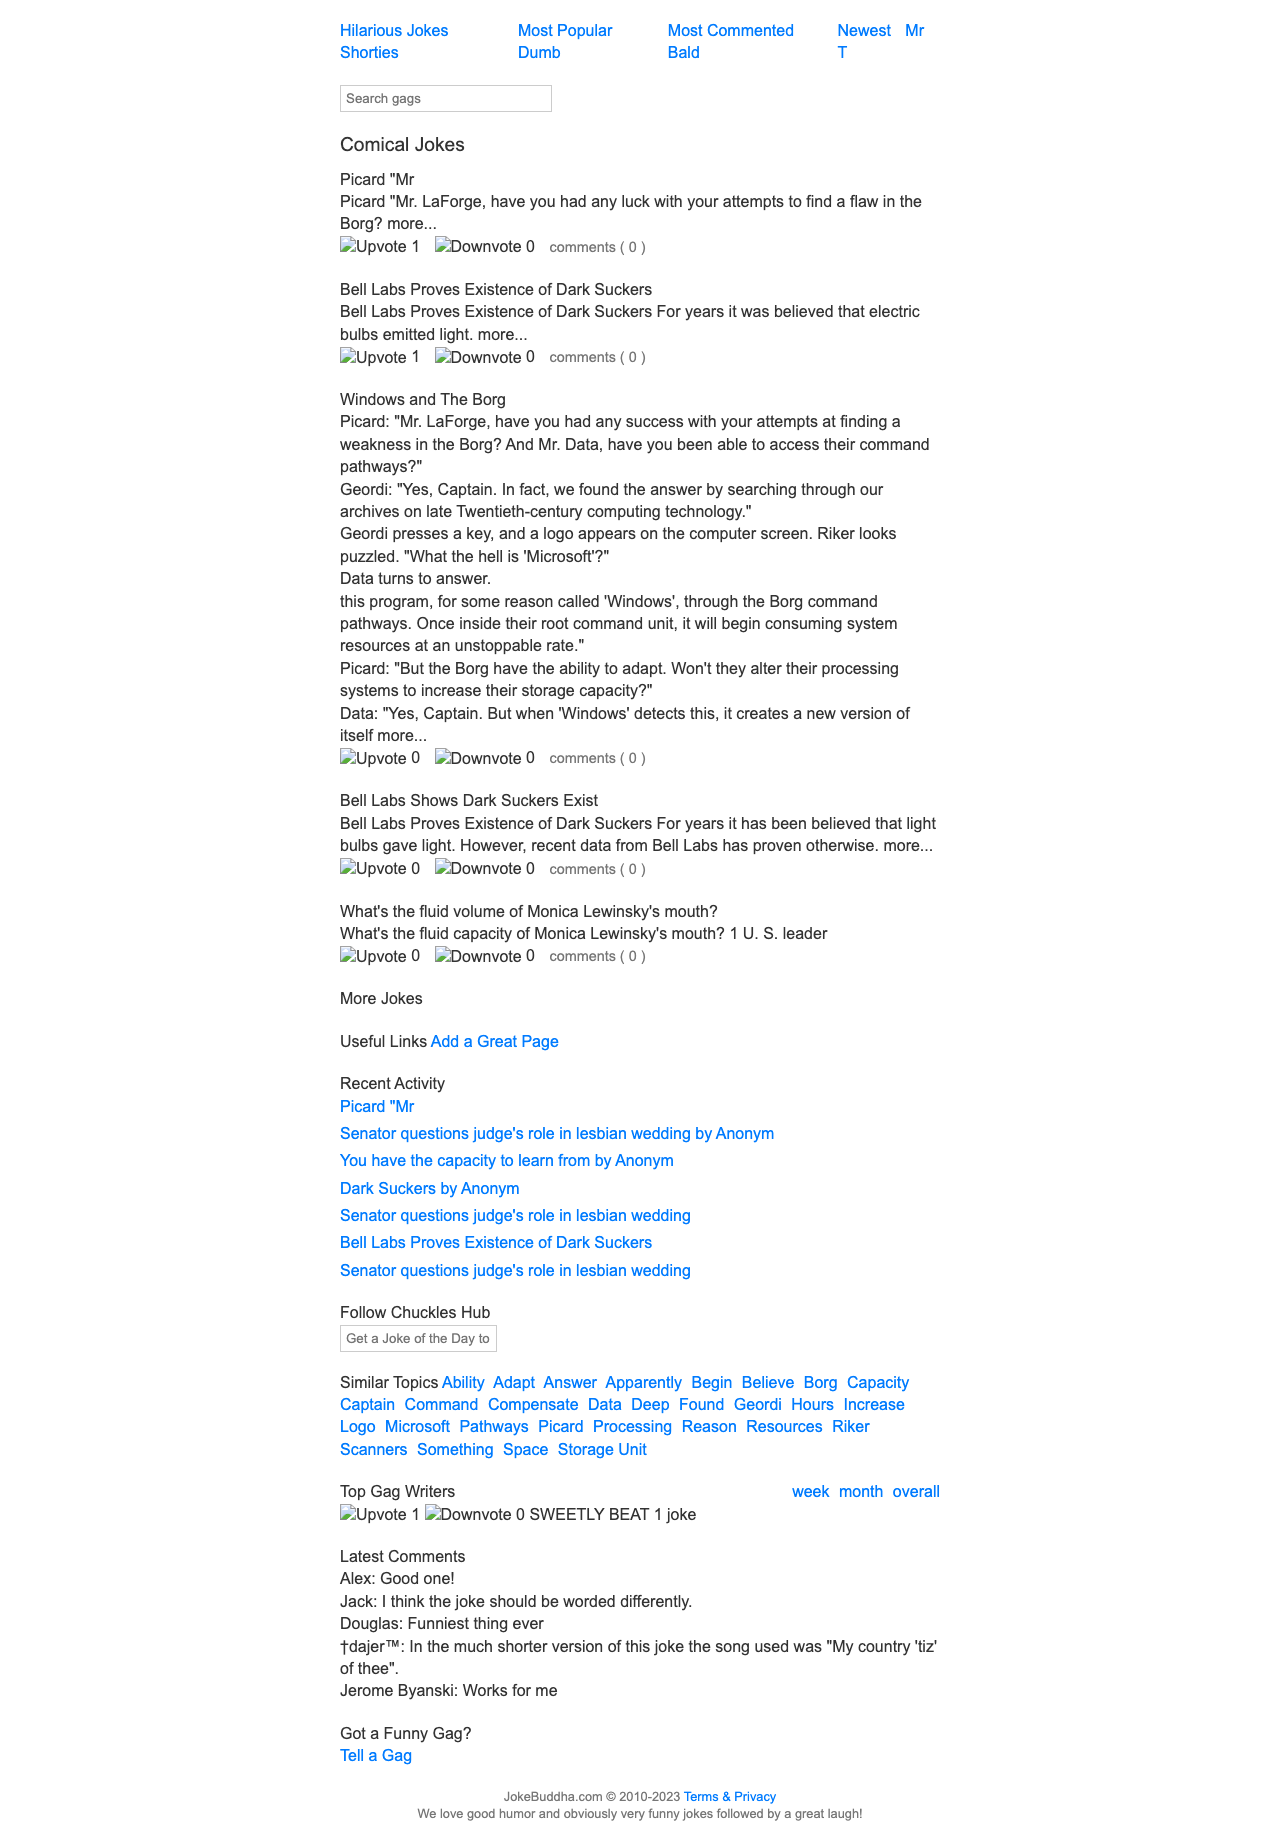 Hilarious Jokes Most Popular Most Commented Newest Mr
Shorties Dumb Bald T
Search gags
Comical Jokes
Picard "Mr
Picard "Mr. LaForge, have you had any luck with your attempts to find a flaw in the
Borg? more...
Upvote 1 Downvote 0 comments ( 0 )
Bell Labs Proves Existence of Dark Suckers
Bell Labs Proves Existence of Dark Suckers For years it was believed that electric
bulbs emitted light. more...
Upvote 1 Downvote 0 comments ( 0 )
Windows and The Borg
Picard: "Mr. LaForge, have you had any success with your attempts at finding a
weakness in the Borg? And Mr. Data, have you been able to access their command
pathways?"
Geordi: "Yes, Captain. In fact, we found the answer by searching through our
archives on late Twentieth-century computing technology."
Geordi presses a key, and a logo appears on the computer screen. Riker looks
puzzled. "What the hell is 'Microsoft'?"
Data turns to answer.
this program, for some reason called 'Windows', through the Borg command
pathways. Once inside their root command unit, it will begin consuming system
resources at an unstoppable rate."
Picard: "But the Borg have the ability to adapt. Won't they alter their processing
systems to increase their storage capacity?"
Data: "Yes, Captain. But when 'Windows' detects this, it creates a new version of
itself more...
Upvote 0 Downvote 0 comments ( 0 )
Bell Labs Shows Dark Suckers Exist
Bell Labs Proves Existence of Dark Suckers For years it has been believed that light
bulbs gave light. However, recent data from Bell Labs has proven otherwise. more...
Upvote 0 Downvote 0 comments ( 0 )
What's the fluid volume of Monica Lewinsky's mouth?
What's the fluid capacity of Monica Lewinsky's mouth? 1 U. S. leader
Upvote 0 Downvote 0 comments ( 0 )
More Jokes
Useful Links Add a Great Page
Recent Activity
Picard "Mr
Senator questions judge's role in lesbian wedding by Anonym
You have the capacity to learn from by Anonym
Dark Suckers by Anonym
Senator questions judge's role in lesbian wedding
Bell Labs Proves Existence of Dark Suckers
Senator questions judge's role in lesbian wedding
Follow Chuckles Hub
Get a Joke of the Day to
Similar Topics Ability Adapt Answer Apparently Begin Believe Borg Capacity
Captain Command Compensate Data Deep Found Geordi Hours Increase
Logo Microsoft Pathways Picard Processing Reason Resources Riker
Scanners Something Space Storage Unit
Top Gag Writers week month overall
Upvote 1 Downvote 0 SWEETLY BEAT 1 joke
Latest Comments
Alex: Good one!
Jack: I think the joke should be worded differently.
Douglas: Funniest thing ever
†dajer™: In the much shorter version of this joke the song used was "My country 'tiz'
of thee".
Jerome Byanski: Works for me
Got a Funny Gag?
Tell a Gag
JokeBuddha.com © 2010-2023 Terms & Privacy
We love good humor and obviously very funny jokes followed by a great laugh!